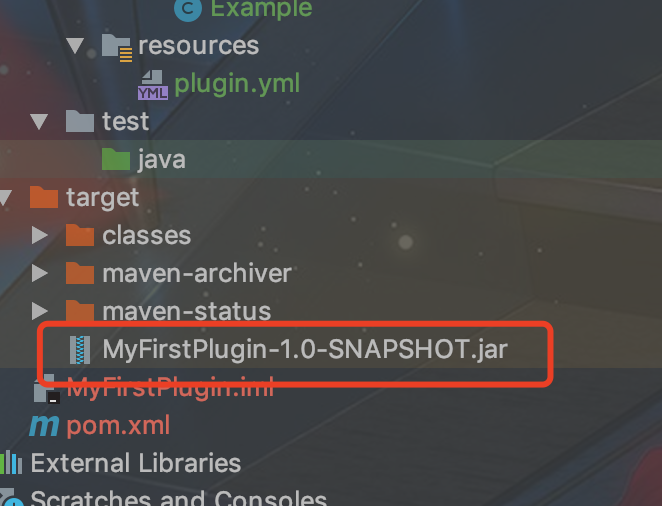 Example
resources
YML plugin.yml
test
java
target
classes
maven-archiver
maven-status
MyFirstPlugin-1.0-SNAPSHOT.jar
MyFirstPlugin.iml
m pom.xml
External Libraries
Scratches and Consoles